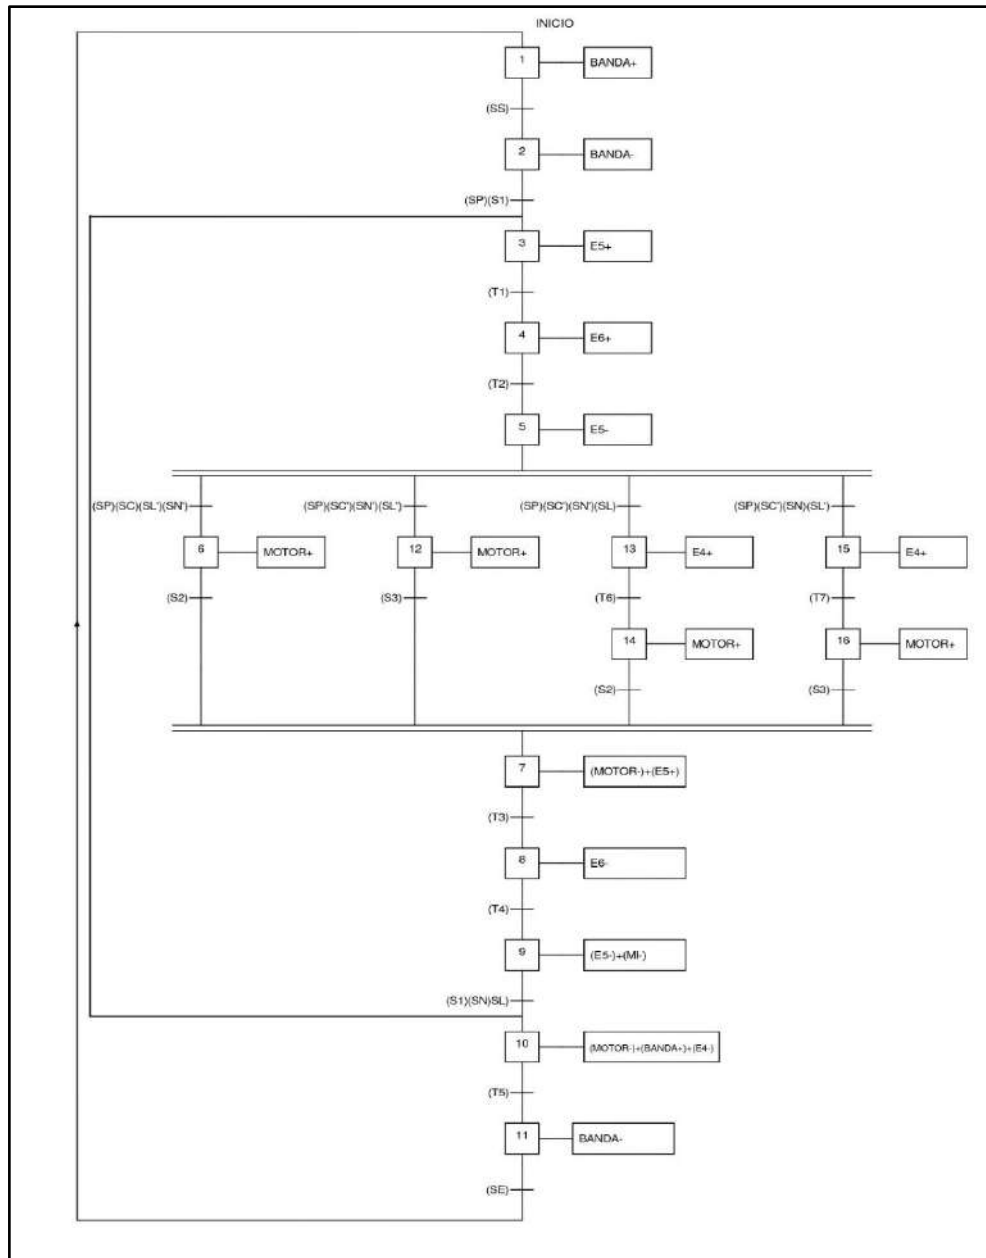 INICIO
1 BANDA+
(SS)
2 BANDA-
(SP)(S1)
3 E5+
(T1)
4 E6+
(T2)
5 E5-
(SP)(SC)(SL')(SN') (SP)(SC')(SN')(SL') (SP)(SC')(SN')(SL) (SP)(SC')(SN)(SL')
6 MOTOR+ 12 MOTOR+ 13 E4+ 15 E4+
(S2) (S3) (T6) (T7)
14 MOTOR+ 16 MOTOR+
(S2) (S3)
7 (MOTOR-)+(E5+)
(T3)
8 E6-
(T4)
9 (E5-)+(MI-)
(S1)(SN)SL)
10 (MOTOR-)+(BANDA+)+(E4-)
(T5)
11 BANDA-
(SE)